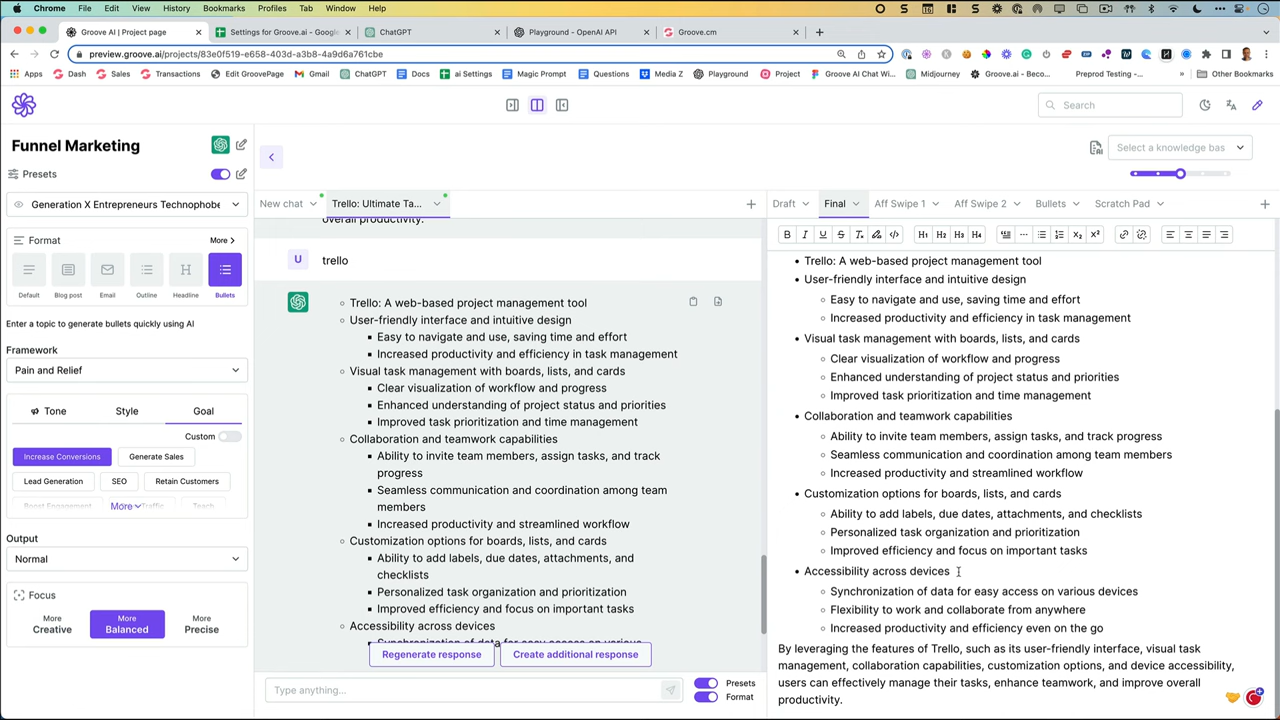 Chrome File Edit View History Bookmarks Profiles Tab Window Help
Groove AI | Project page
Settings for Groove.ai - Google
ChatGPT
Playground - OpenAI API
Groove.cm
preview.groove.ai/projects/83e0f519-e658-403d-a3b8-4a9d6a761cbe
Apps Dash Sales Transactions Edit GroovePage Gmail ChatGPT Docs ai Settings Magic Prompt Questions Media Z Playground Project Groove AI Chat Wi... Midjourney Groove.ai - Beco... Preprod Testing -... » Other Bookmarks
Search
Funnel Marketing
Presets
Generation X Entrepreneurs Technophobe
Format
More
Default
Blog post
Email
Outline
Headline
Bullets
Enter a topic to generate bullets quickly using AI
Framework
Pain and Relief
Tone
Style
Goal
Custom
Increase Conversions
Generate Sales
Lead Generation
SEO
Retain Customers
Boost Engagement
More
Traffic
Teach
Output
Normal
Focus
More Creative
More Balanced
More Precise
New chat
Trello: Ultimate Ta...
overall productivity.
U
trello
Trello: A web-based project management tool
User-friendly interface and intuitive design
Easy to navigate and use, saving time and effort
Increased productivity and efficiency in task management
Visual task management with boards, lists, and cards
Clear visualization of workflow and progress
Enhanced understanding of project status and priorities
Improved task prioritization and time management
Collaboration and teamwork capabilities
Ability to invite team members, assign tasks, and track
progress
Seamless communication and coordination among team
members
Increased productivity and streamlined workflow
Customization options for boards, lists, and cards
Ability to add labels, due dates, attachments, and
checklists
Personalized task organization and prioritization
Improved efficiency and focus on important tasks
Accessibility across devices
Synchronization of data for easy access on various
Regenerate response
Create additional response
Type anything...
Presets
Format
Select a knowledge bas
Draft
Final
Aff Swipe 1
Aff Swipe 2
Bullets
Scratch Pad
B I U S H1 H2 H3 H4 X2 X2
Trello: A web-based project management tool
User-friendly interface and intuitive design
Easy to navigate and use, saving time and effort
Increased productivity and efficiency in task management
Visual task management with boards, lists, and cards
Clear visualization of workflow and progress
Enhanced understanding of project status and priorities
Improved task prioritization and time management
Collaboration and teamwork capabilities
Ability to invite team members, assign tasks, and track progress
Seamless communication and coordination among team members
Increased productivity and streamlined workflow
Customization options for boards, lists, and cards
Ability to add labels, due dates, attachments, and checklists
Personalized task organization and prioritization
Improved efficiency and focus on important tasks
Accessibility across devices
Synchronization of data for easy access on various devices
Flexibility to work and collaborate from anywhere
Increased productivity and efficiency even on the go
By leveraging the features of Trello, such as its user-friendly interface, visual task
management, collaboration capabilities, customization options, and device accessibility,
users can effectively manage their tasks, enhance teamwork, and improve overall
productivity.